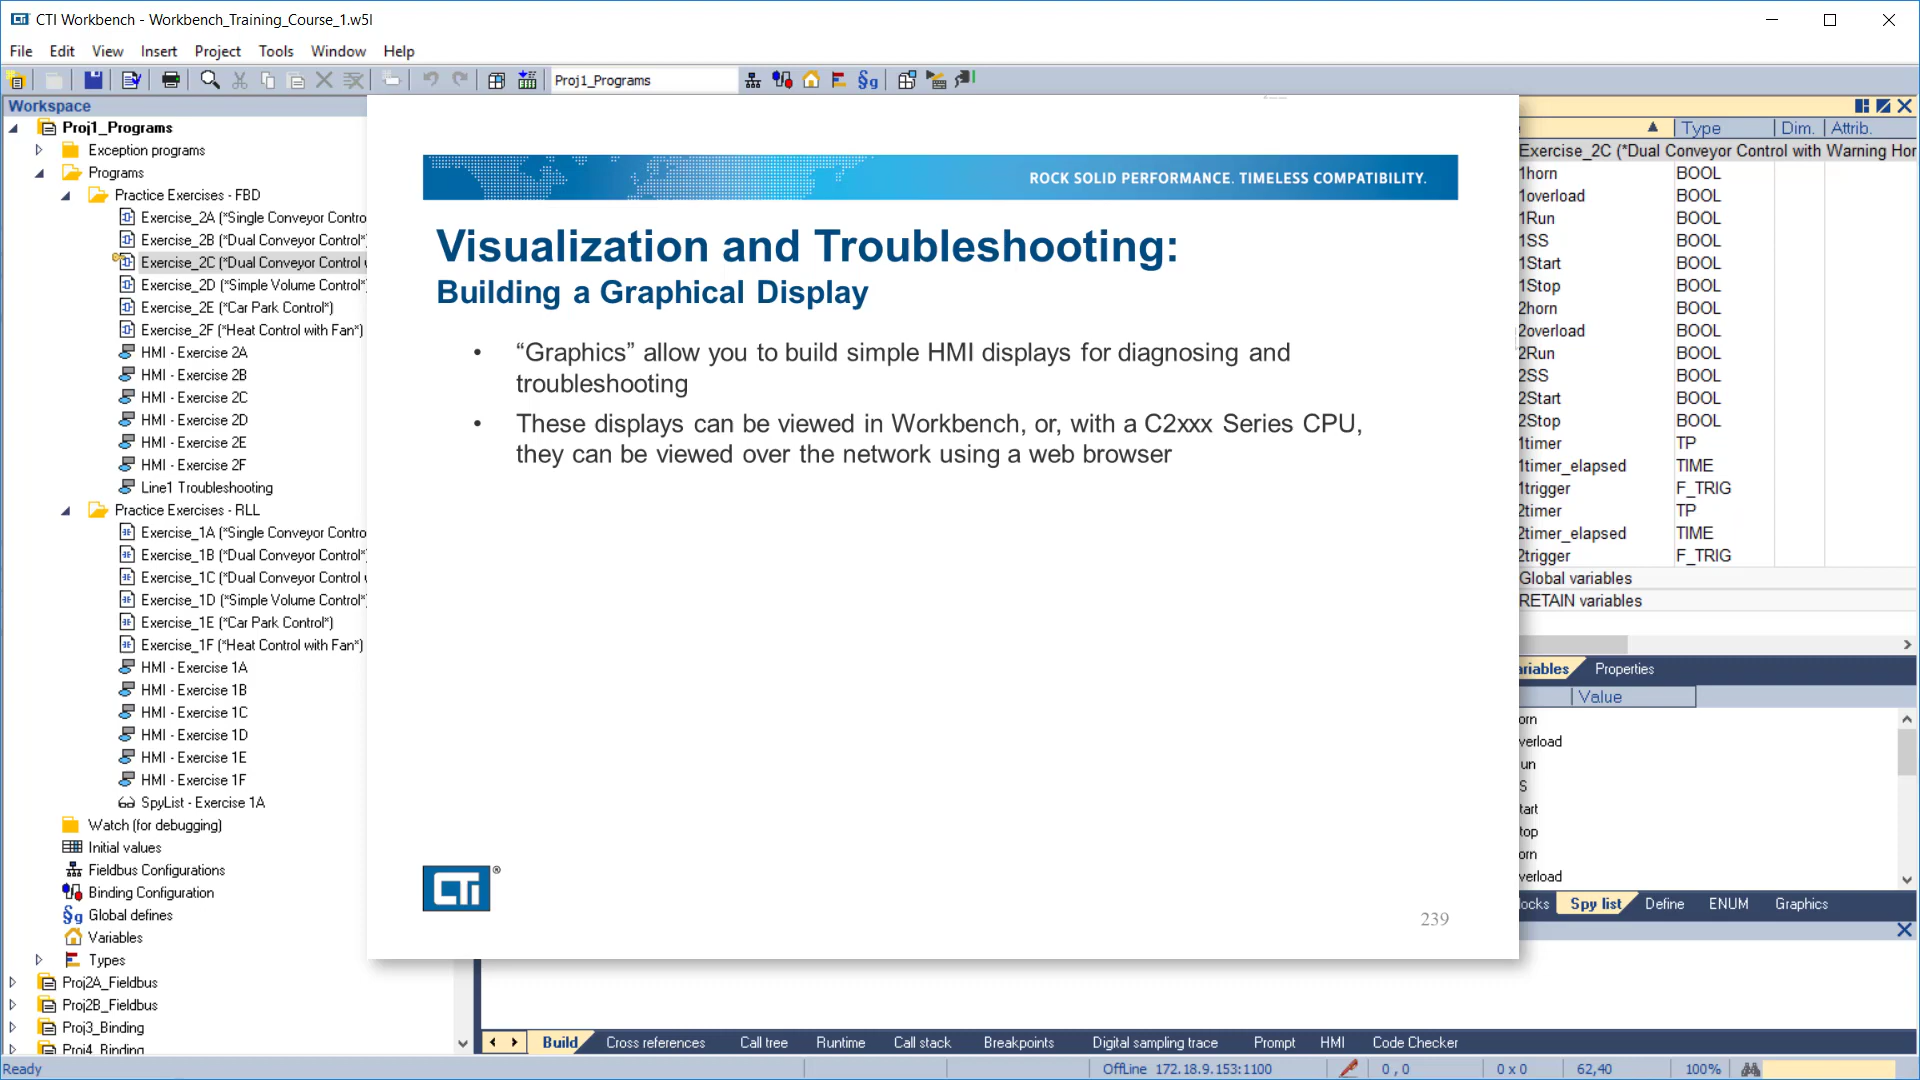 CTI Workbench - Workbench_Training_Course_1.w5l
File Edit View Insert Project Tools Window Help
Proj1_Programs
Workspace
Proj1_Programs
Exception programs
Programs
Practice Exercises - FBD
Exercise_2A (*Single Conveyor Contro
Exercise_2B (*Dual Conveyor Control*)
Exercise_2C (*Dual Conveyor Control
Exercise_2D (*Simple Volume Control*
Exercise_2E (*Car Park Control*)
Exercise_2F (*Heat Control with Fan*)
HMI - Exercise 2A
HMI - Exercise 2B
HMI - Exercise 2C
HMI - Exercise 2D
HMI - Exercise 2E
HMI - Exercise 2F
Line1 Troubleshooting
Practice Exercises - RLL
Exercise_1A (*Single Conveyor Contro
Exercise_1B (*Dual Conveyor Control*)
Exercise_1C (*Dual Conveyor Control
Exercise_1D (*Simple Volume Control*
Exercise_1E (*Car Park Control*)
Exercise_1F (*Heat Control with Fan*)
HMI - Exercise 1A
HMI - Exercise 1B
HMI - Exercise 1C
HMI - Exercise 1D
HMI - Exercise 1E
HMI - Exercise 1F
SpyList - Exercise 1A
Watch (for debugging)
Initial values
Fieldbus Configurations
Binding Configuration
Global defines
Variables
Types
Proj2A_Fieldbus
Proj2B_Fieldbus
Proj3_Binding
Proj4_Binding
ROCK SOLID PERFORMANCE. TIMELESS COMPATIBILITY.
Visualization and Troubleshooting:
Building a Graphical Display
• “Graphics” allow you to build simple HMI displays for diagnosing and
troubleshooting
• These displays can be viewed in Workbench, or, with a C2xxx Series CPU,
they can be viewed over the network using a web browser
CTi ®
239
Type Dim. Attrib.
Exercise_2C (*Dual Conveyor Control with Warning Hor
1horn BOOL
1overload BOOL
1Run BOOL
1SS BOOL
1Start BOOL
1Stop BOOL
2horn BOOL
2overload BOOL
2Run BOOL
2SS BOOL
2Start BOOL
2Stop BOOL
1timer TP
1timer_elapsed TIME
1trigger F_TRIG
2timer TP
2timer_elapsed TIME
2trigger F_TRIG
Global variables
RETAIN variables
ariables Properties
Value
orn
verload
un
S
tart
top
orn
verload
locks Spy list Define ENUM Graphics
Build Cross references Call tree Runtime Call stack Breakpoints Digital sampling trace Prompt HMI Code Checker
Ready OffLine 172.18.9.153:1100 0 , 0 0 x 0 62,40 100%